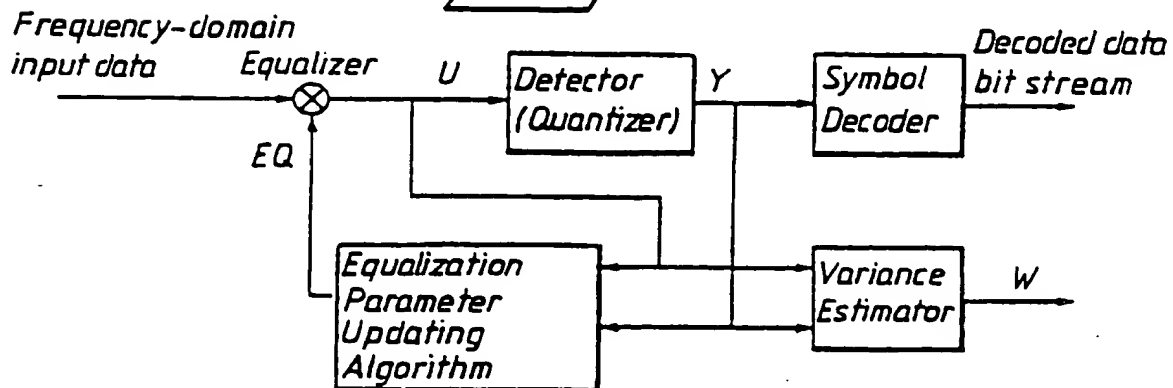 Frequency-domain
input data
Equalizer
U
Detector
(Quantizer)
Y
Symbol
Decoder
Decoded data
bit stream
EQ
Equalization
Parameter
Updating
Algorithm
Variance
Estimator
W